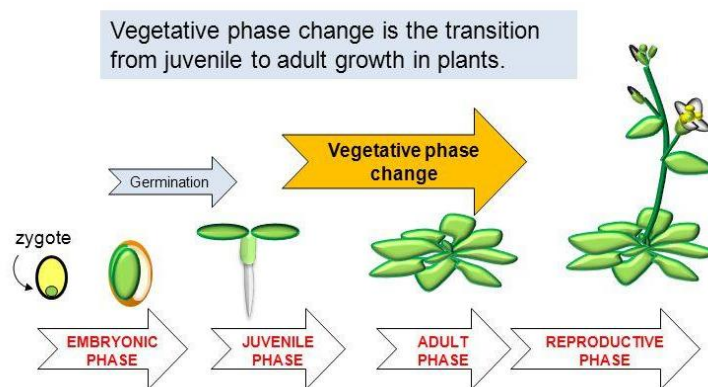 Vegetative phase change is the transition
from juvenile to adult growth in plants.
Vegetative phase
change
Germination
zygote
EMBRYONIC
PHASE
JUVENILE
PHASE
ADULT
PHASE
REPRODUCTIVE
PHASE